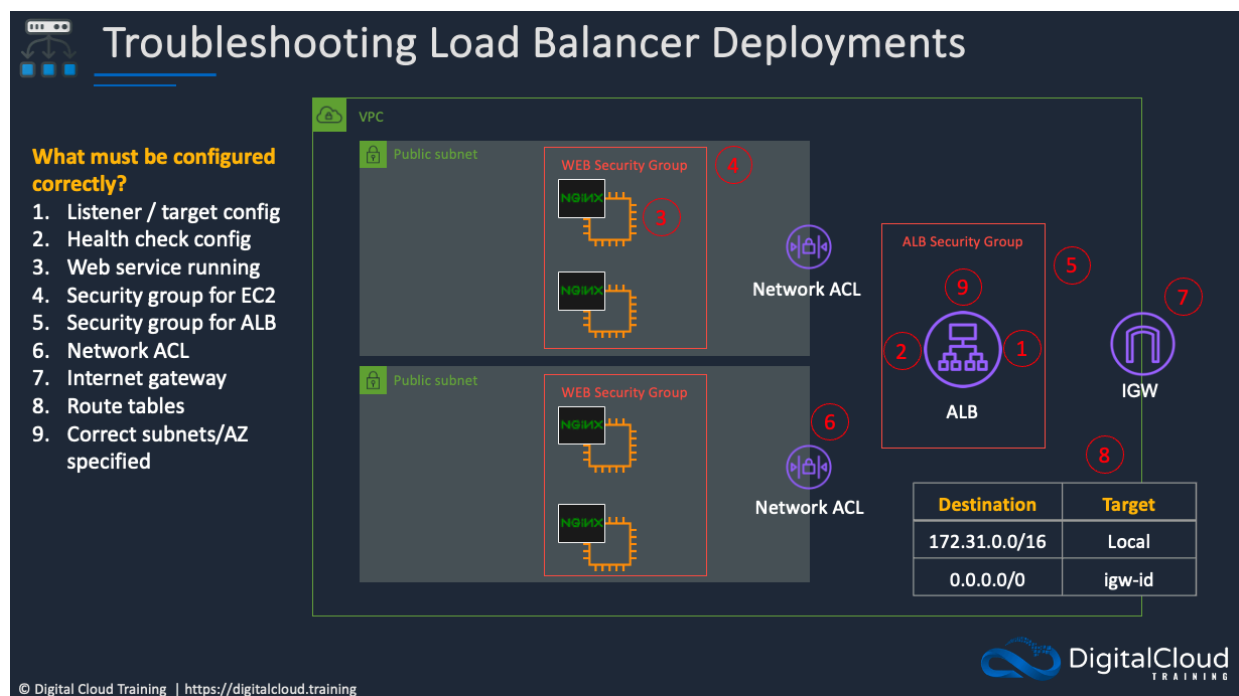 Troubleshooting Load Balancer Deployments
What must be configured
correctly?
1. Listener / target config
2. Health check config
3. Web service running
4. Security group for EC2
5. Security group for ALB
6. Network ACL
7. Internet gateway
8. Route tables
9. Correct subnets/AZ
specified
VPC
Public subnet
WEB Security Group
4
NGINX
3
NGINX
Network ACL
Public subnet
WEB Security Group
NGINX
6
NGINX
Network ACL
ALB Security Group
5
9
2
1
ALB
7
IGW
8
Destination Target
172.31.0.0/16 Local
0.0.0.0/0 igw-id
DigitalCloud
TRAINING
© Digital Cloud Training | https://digitalcloud.training